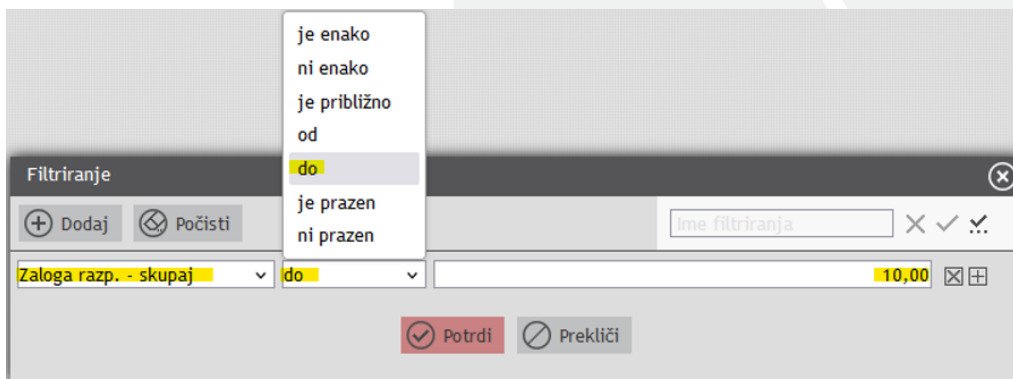 je enako
ni enako
je približno
od
do
je prazen
ni prazen
Filtriranje
Dodaj Počisti Ime filtriranja
Zaloga razp. - skupaj do 10,00
Potrdi Prekliči